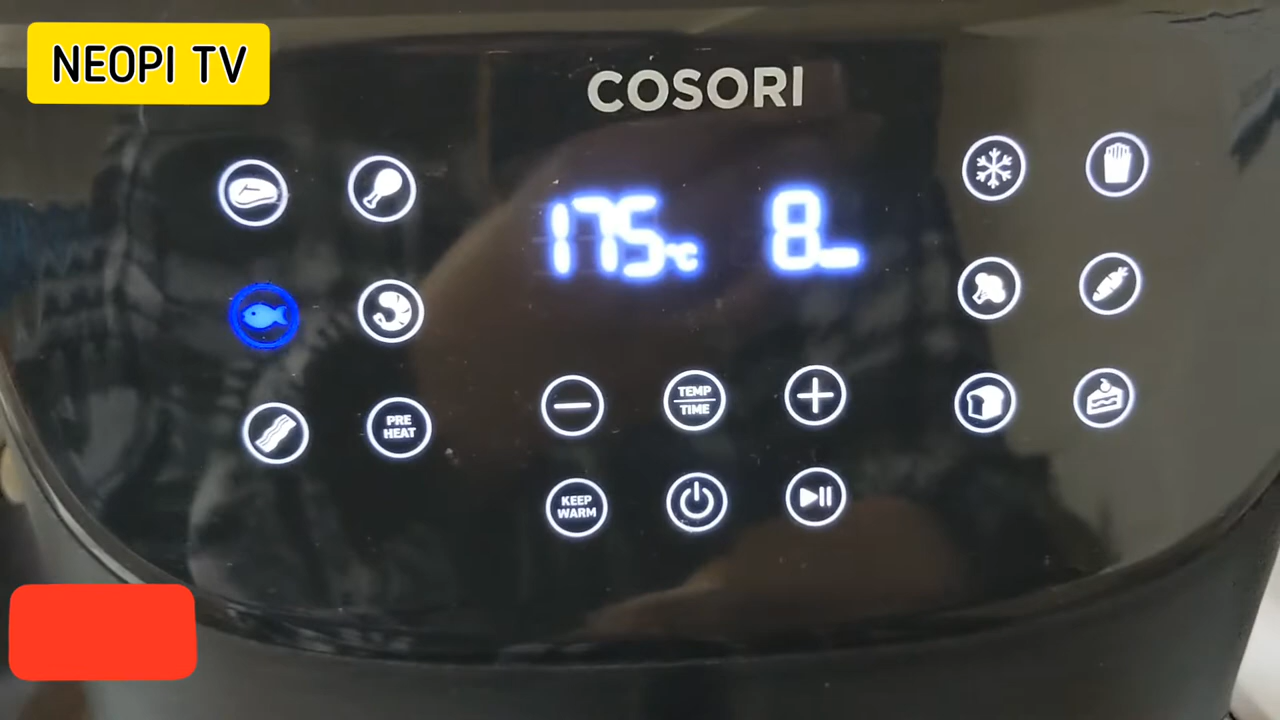 NEOPI TV
COSORI
175°C 8
PRE
HEAT
TEMP
TIME
KEEP
WARM